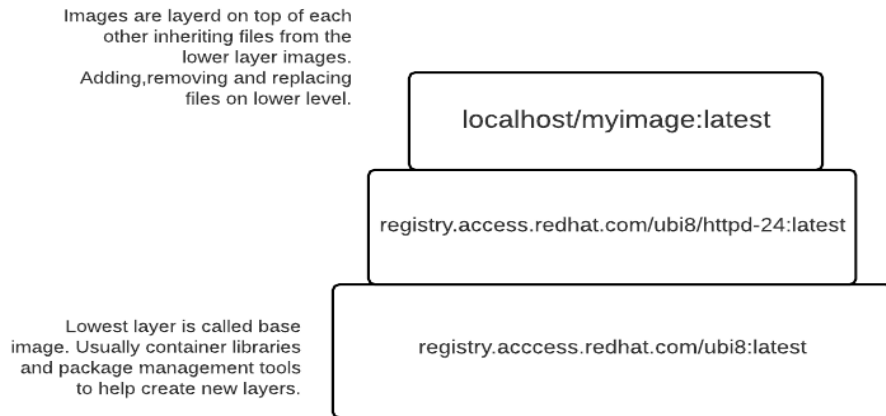 Images are layerd on top of each
other inheriting files from the
lower layer images.
Adding,removing and replacing
files on lower level.
localhost/myimage:latest
registry.access.redhat.com/ubi8/httpd-24:latest
registry.acccess.redhat.com/ubi8:latest
Lowest layer is called base
image. Usually container libraries
and package management tools
to help create new layers.